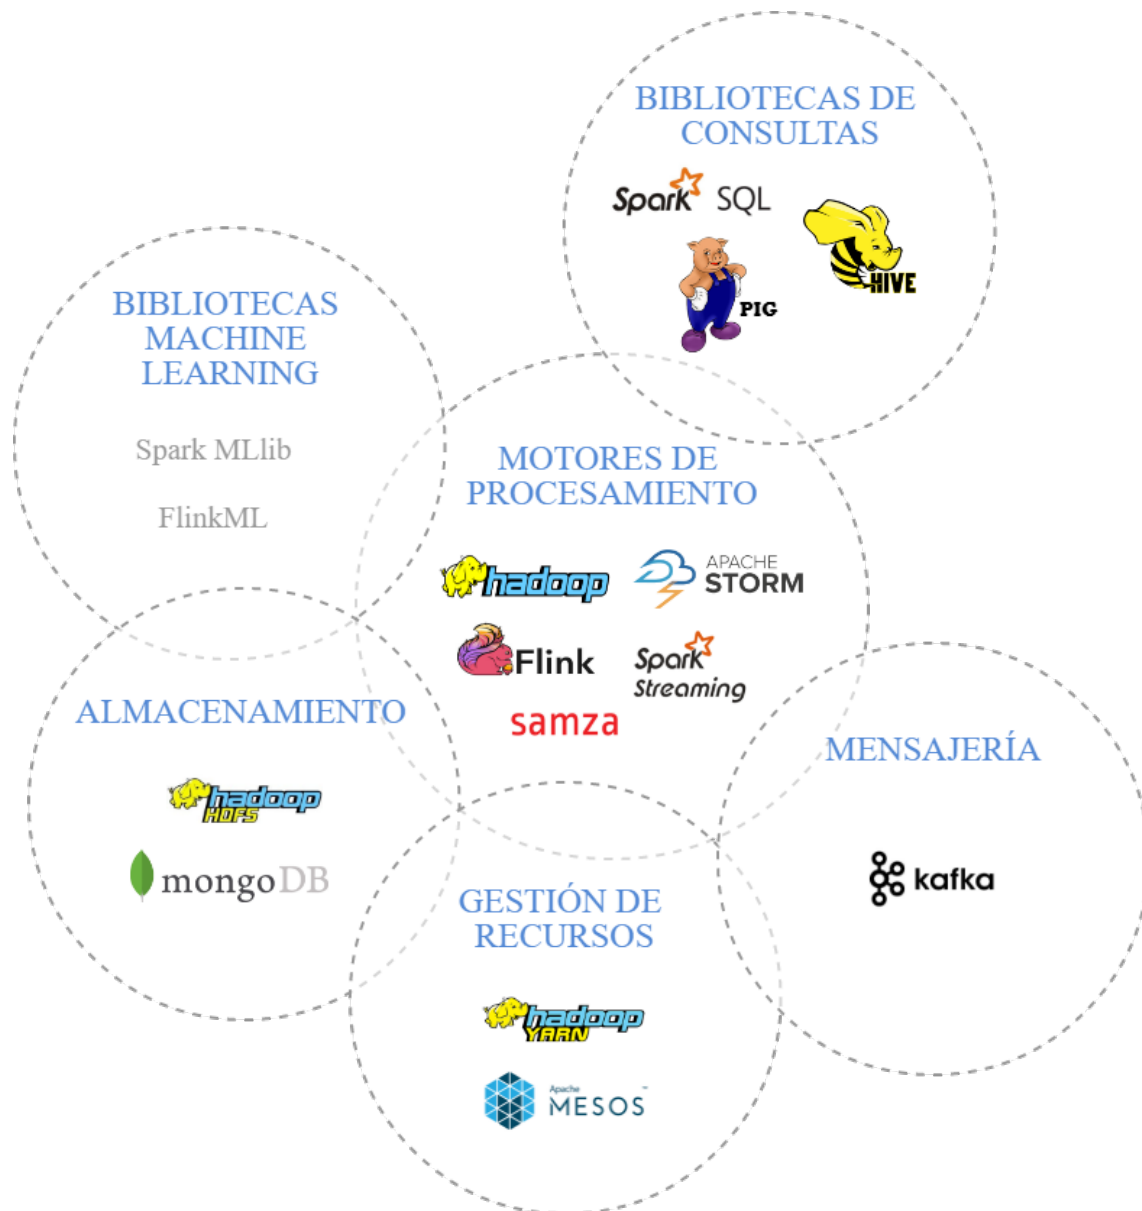 BIBLIOTECAS DE
CONSULTAS
Spark SQL
HIVE
PIG
BIBLIOTECAS
MACHINE
LEARNING
Spark MLlib
FlinkML
MOTORES DE
PROCESAMIENTO
hadoop
APACHE
STORM
Flink
Spark
Streaming
samza
ALMACENAMIENTO
hadoop
HDFS
mongoDB
MENSAJERÍA
kafka
GESTIÓN DE
RECURSOS
hadoop
YARN
Apache
MESOS™